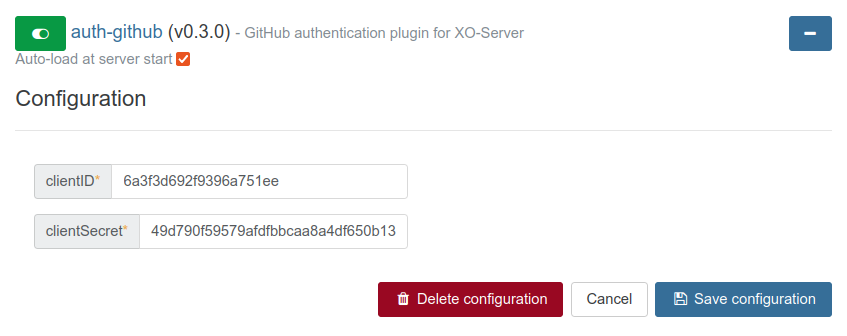 auth-github (v0.3.0) - GitHub authentication plugin for XO-Server
Auto-load at server start
Configuration
clientID* 6a3f3d692f9396a751ee
clientSecret* 49d790f59579afdfbbcaa8a4df650b13
Delete configuration Cancel Save configuration